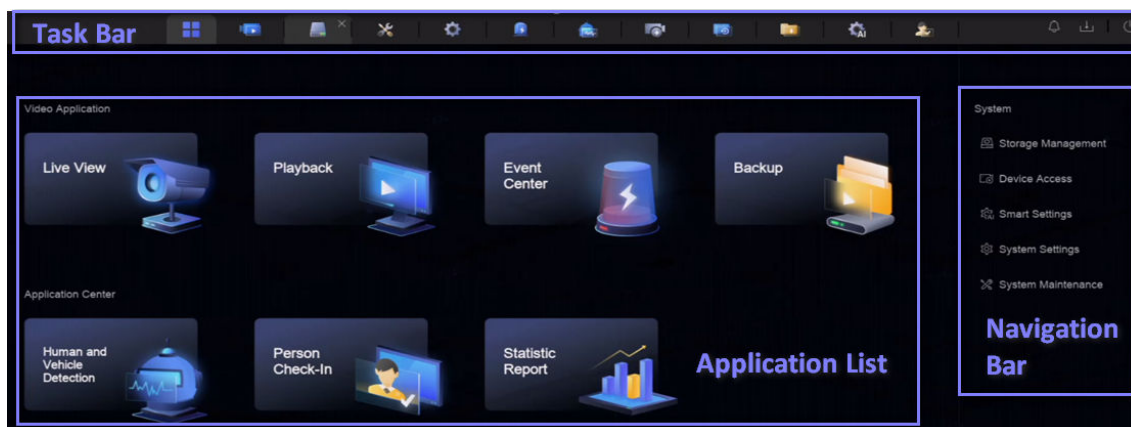 Task Bar
AI
Video Application
System
Live View
Playback
Event
Center
Backup
Storage Management
Device Access
Smart Settings
System Settings
System Maintenance
Application Center
Human and
Vehicle
Detection
Person
Check-In
Statistic
Report
Application List
Navigation
Bar